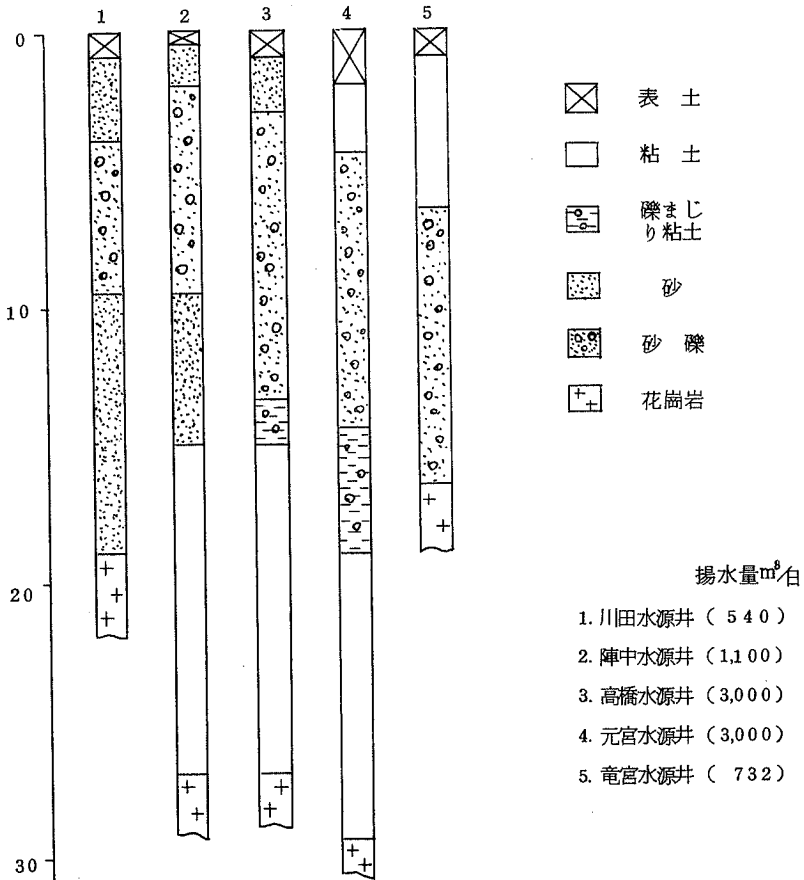 1 2 3 4 5
0
10
20
30
表 土
粘 土
礫まじ
り粘土
砂
砂 礫
花崗岩
揚水量m³/日
1. 川田水源井 ( 540 )
2. 陣中水源井 ( 1,100 )
3. 高橋水源井 ( 3,000 )
4. 元宮水源井 ( 3,000 )
5. 竜宮水源井 ( 732 )